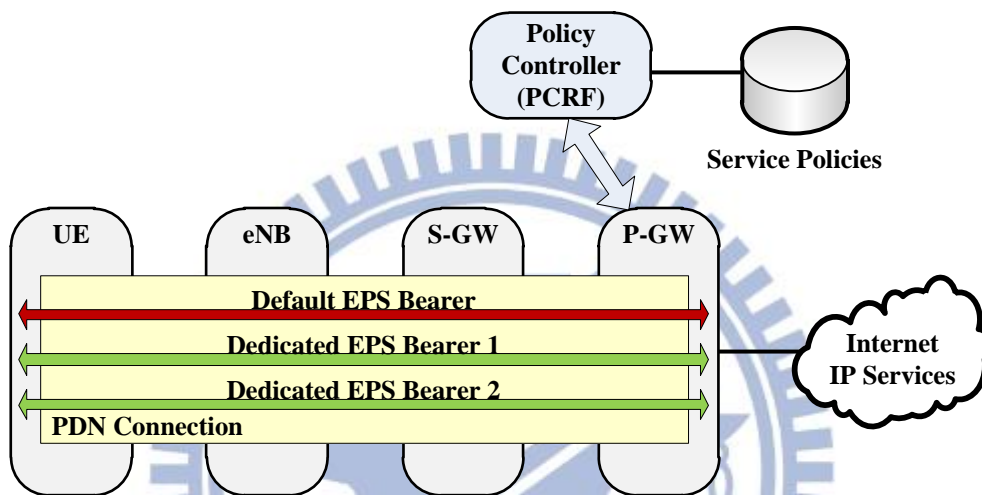 Policy
Controller
(PCRF)
Service Policies
UE
eNB
S-GW
P-GW
Default EPS Bearer
Dedicated EPS Bearer 1
Dedicated EPS Bearer 2
PDN Connection
Internet
IP Services